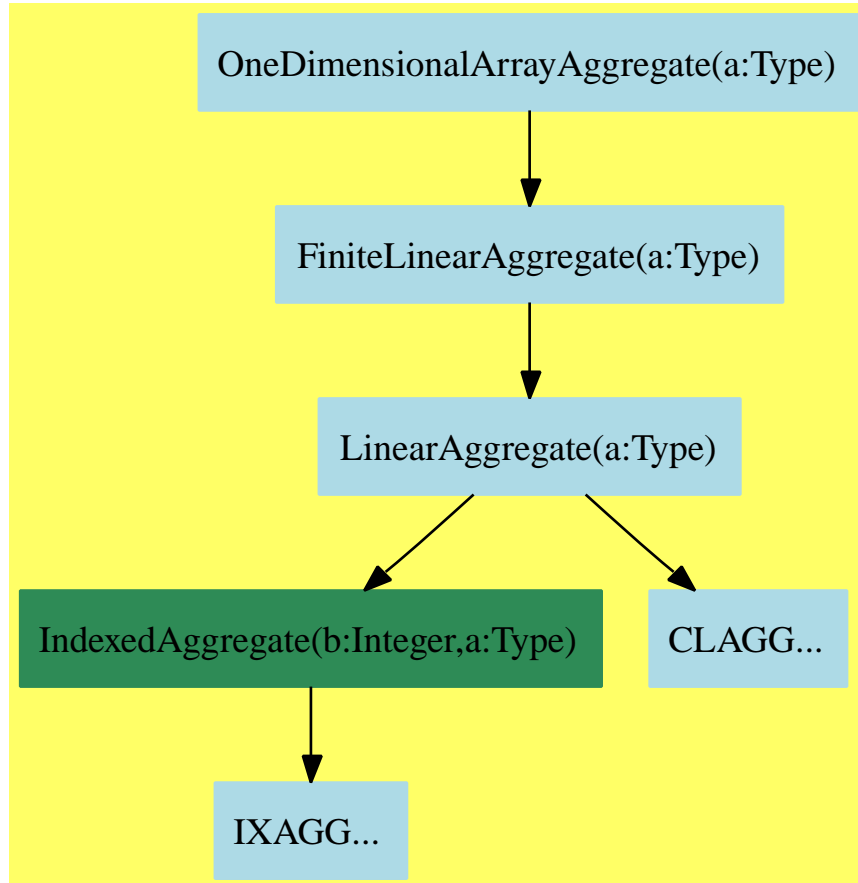 OneDimensionalArrayAggregate(a:Type)
FiniteLinearAggregate(a:Type)
LinearAggregate(a:Type)
IndexedAggregate(b:Integer,a:Type)
CLAGG...
IXAGG...